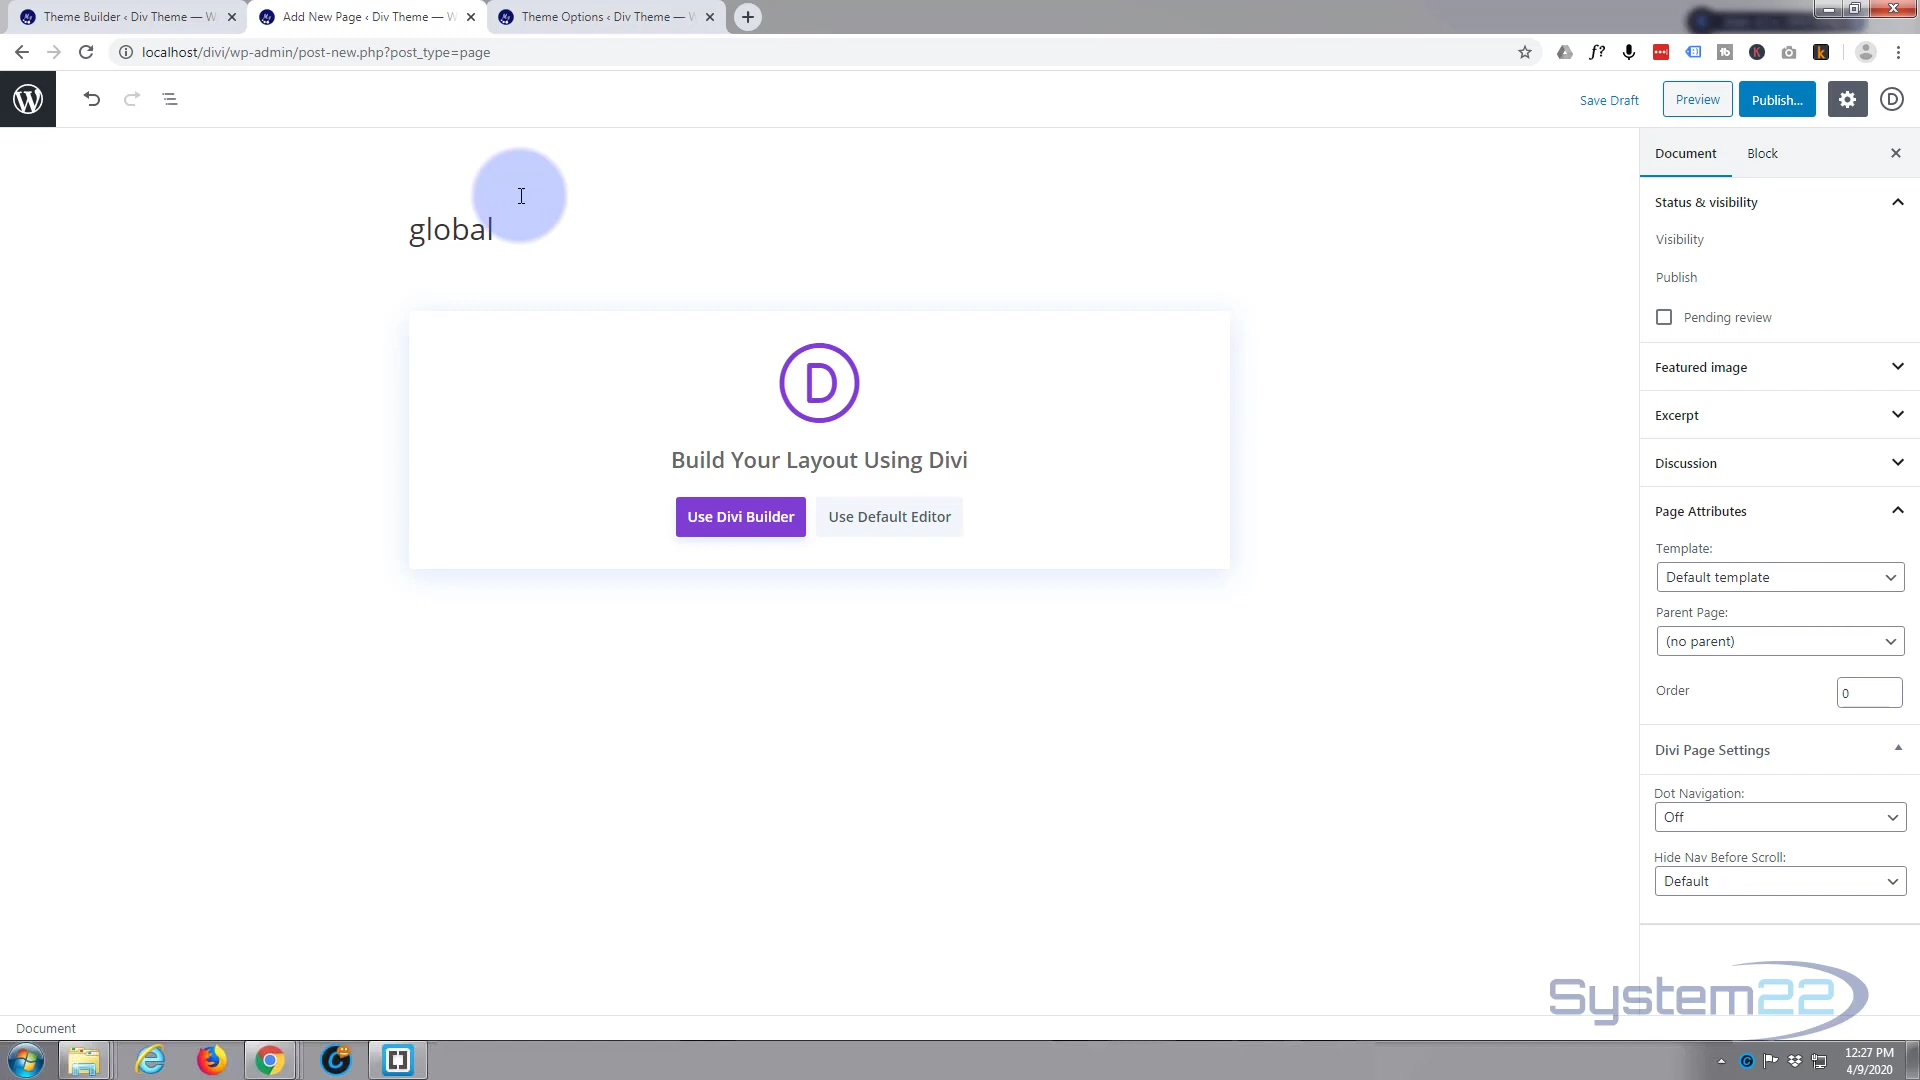 Theme Builder ‹ Div Theme — W
Add New Page ‹ Div Theme — W
Theme Options ‹ Div Theme — W
localhost/divi/wp-admin/post-new.php?post_type=page
Save Draft
Preview
Publish...
global
Build Your Layout Using Divi
Use Divi Builder
Use Default Editor
Document
Block
Status & visibility
Visibility
Publish
Pending review
Featured image
Excerpt
Discussion
Page Attributes
Template:
Default template
Parent Page:
(no parent)
Order
0
Divi Page Settings
Dot Navigation:
Off
Hide Nav Before Scroll:
Default
System22
Document
12:27 PM
4/9/2020